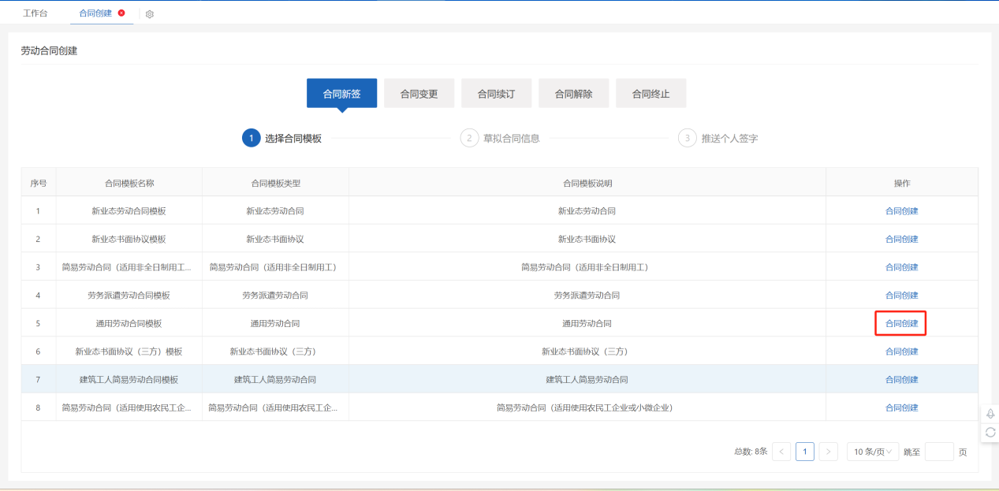 工作台 合同创建
劳动合同创建
合同新签 合同变更 合同续订 合同解除 合同终止
1 选择合同模板 2 草拟合同信息 3 推送个人签字
序号 合同模板名称 合同模板类型 合同模板说明 操作
1 新业态劳动合同模板 新业态劳动合同 新业态劳动合同 合同创建
2 新业态书面协议模板 新业态书面协议 新业态书面协议 合同创建
3 简易劳动合同（适用非全日制用工... 简易劳动合同（适用非全日制用工） 简易劳动合同（适用非全日制用工） 合同创建
4 劳务派遣劳动合同模板 劳务派遣劳动合同 劳务派遣劳动合同 合同创建
5 通用劳动合同模板 通用劳动合同 通用劳动合同 合同创建
6 新业态书面协议（三方）模板 新业态书面协议（三方） 新业态书面协议（三方） 合同创建
7 建筑工人简易劳动合同模板 建筑工人简易劳动合同 建筑工人简易劳动合同 合同创建
8 简易劳动合同（适用使用农民工企... 简易劳动合同（适用使用农民工企... 简易劳动合同（适用使用农民工企业或小微企业） 合同创建
总数: 8条 < 1 > 10 条/页 跳至 页